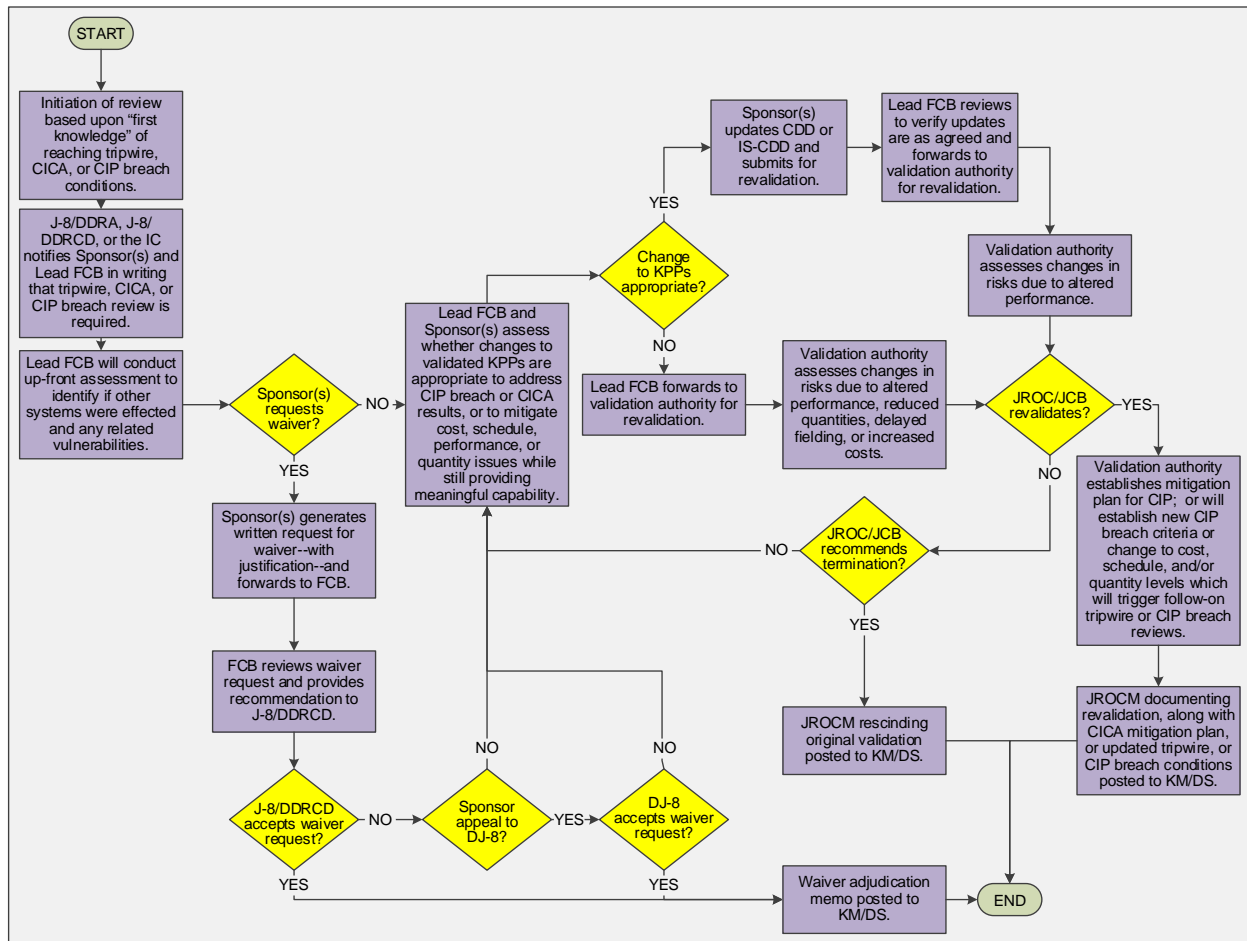 START
Initiation of review
based upon “first
knowledge” of
reaching tripwire,
CICA, or CIP breach
conditions.
J-8/DDRA, J-8/
DDRCD, or the IC
notifies Sponsor(s) and
Lead FCB in writing
that tripwire, CICA, or
CIP breach review is
required.
Lead FCB will conduct
up-front assessment to
identify if other
systems were effected
and any related
vulnerabilities.
Sponsor(s)
requests
waiver?
NO
YES
Sponsor(s) generates
written request for
waiver--with
justification--and
forwards to FCB.
FCB reviews waiver
request and provides
recommendation to
J-8/DDRCD.
J-8/DDRCD
accepts waiver
request?
NO
YES
Sponsor
appeal to
DJ-8?
NO
YES
DJ-8
accepts waiver
request?
NO
YES
Waiver adjudication
memo posted to
KM/DS.
Lead FCB and
Sponsor(s) assess
whether changes to
validated KPPs are
appropriate to address
CIP breach or CICA
results, or to mitigate
cost, schedule,
performance, or
quantity issues while
still providing
meaningful capability.
Change
to KPPs
appropriate?
YES
NO
Sponsor(s)
updates CDD or
IS-CDD and
submits for
revalidation.
Lead FCB reviews
to verify updates
are as agreed and
forwards to
validation authority
for revalidation.
Validation authority
assesses changes in
risks due to altered
performance.
Lead FCB forwards to
validation authority for
revalidation.
Validation authority
assesses changes in
risks due to altered
performance, reduced
quantities, delayed
fielding, or increased
costs.
JROC/JCB
revalidates?
YES
NO
Validation authority
establishes mitigation
plan for CIP; or will
establish new CIP
breach criteria or
change to cost,
schedule, and/or
quantity levels which
will trigger follow-on
tripwire or CIP breach
reviews.
JROC/JCB
recommends
termination?
NO
YES
JROCM rescinding
original validation
posted to KM/DS.
JROCM documenting
revalidation, along with
CICA mitigation plan,
or updated tripwire, or
CIP breach conditions
posted to KM/DS.
END